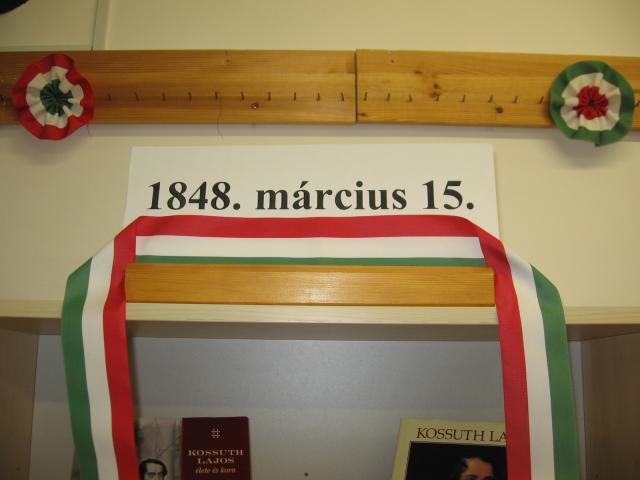 1848. március 15.
KOSSUTH
LAJOS
élete és kora
KOSSUTH LA